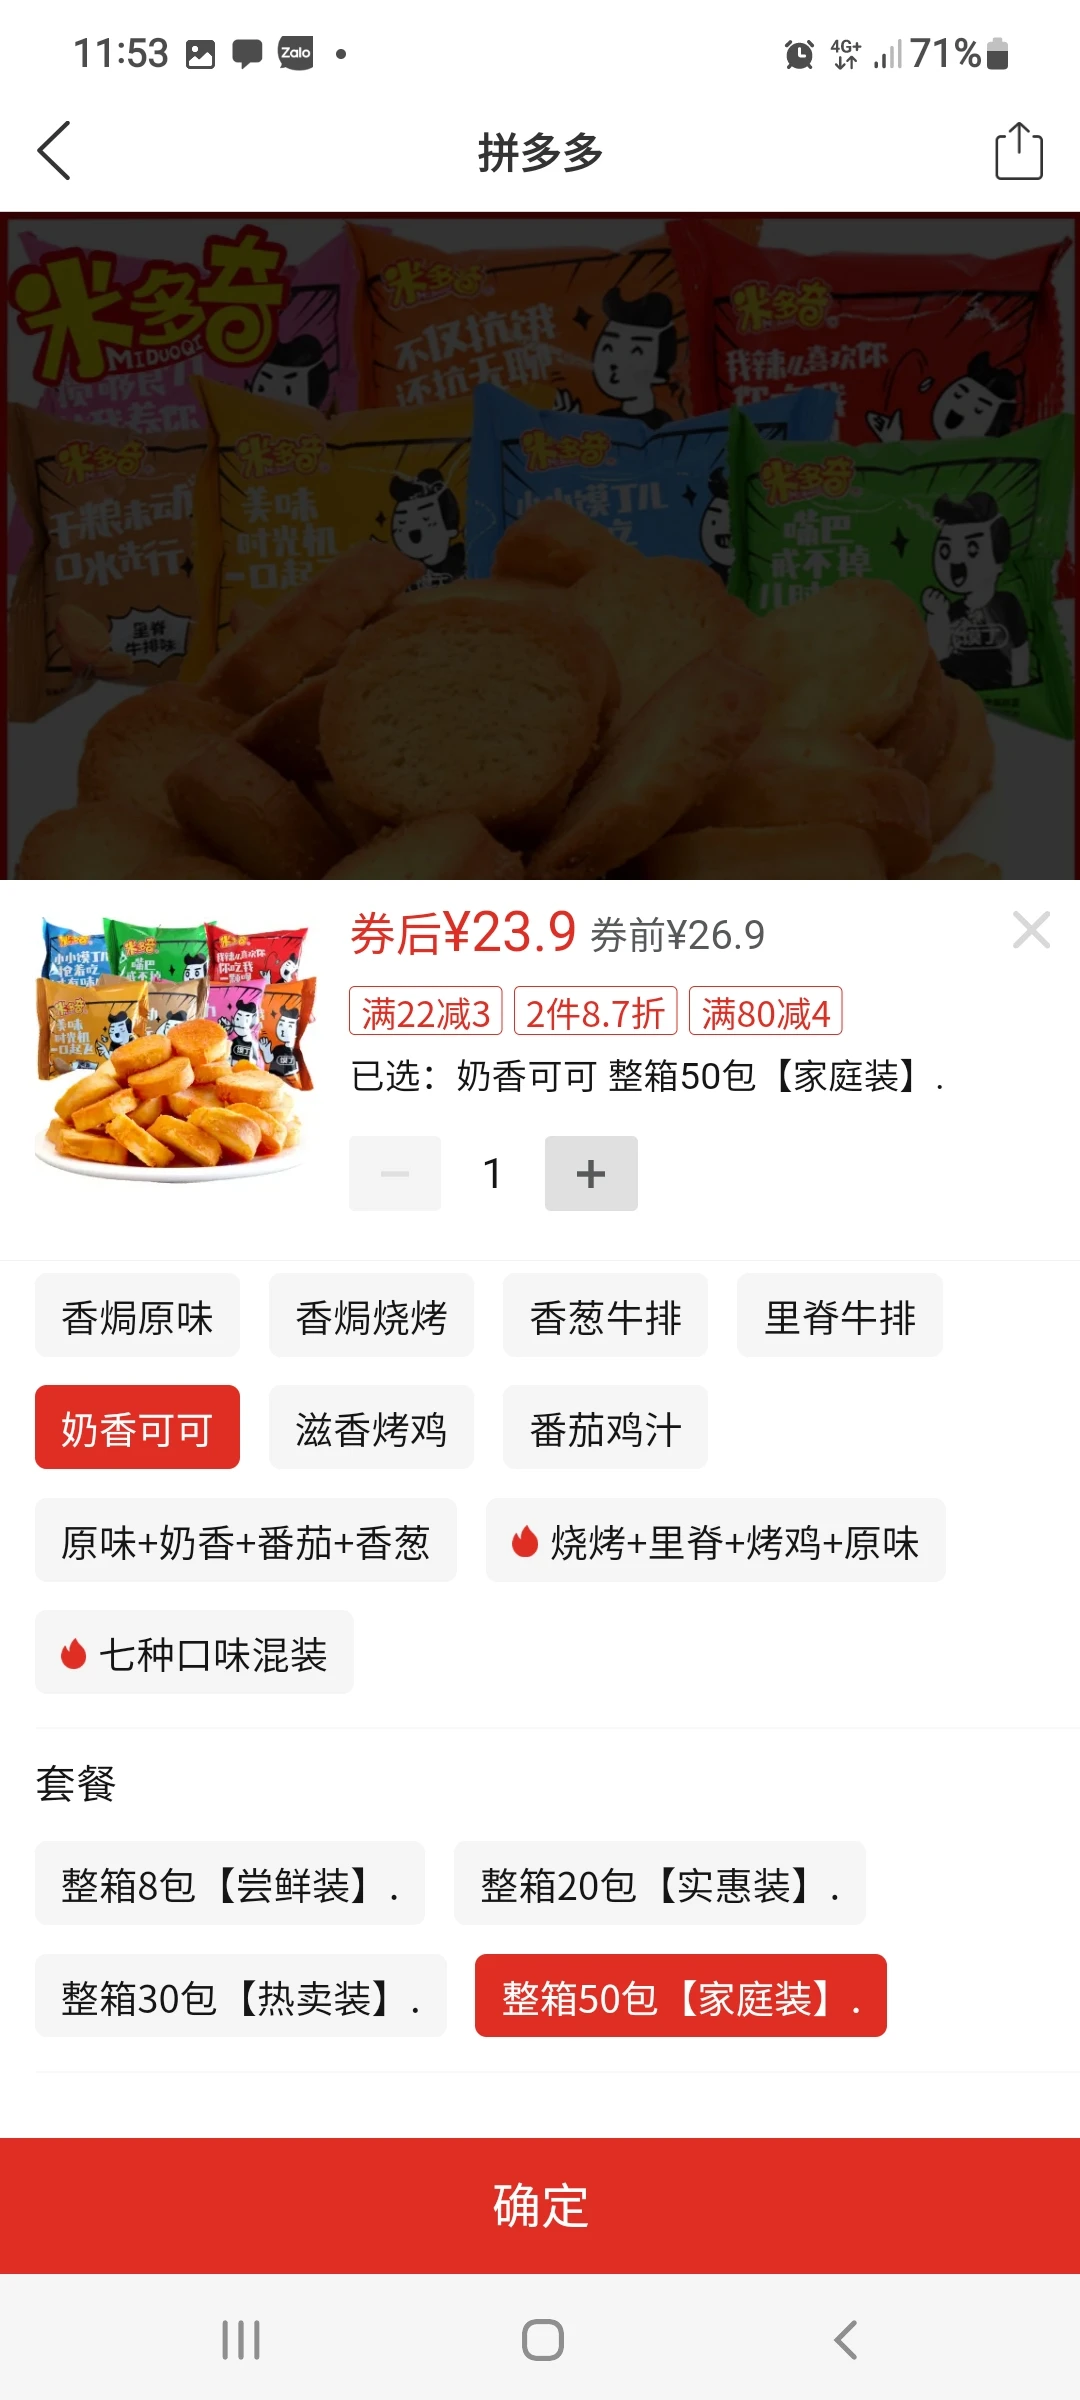 11:53 Zalo 4G+ 71%
拼多多
米多奇
MIDUOQI
米多奇
不仅抗饿
还抗无聊
米多奇
我辣么喜欢你
米多奇
干粮未动
口水先行
里脊
牛排味
米多奇
美味
时光机
一口起
米多奇
小小馍丁儿
米多奇
嘴巴
戒不掉
儿时
券后¥23.9 券前¥26.9
满22减3 2件8.7折 满80减4
已选：奶香可可 整箱50包【家庭装】.
1
香焗原味 香焗烧烤 香葱牛排 里脊牛排
奶香可可 滋香烤鸡 番茄鸡汁
原味+奶香+番茄+香葱 烧烤+里脊+烤鸡+原味
七种口味混装
套餐
整箱8包【尝鲜装】. 整箱20包【实惠装】.
整箱30包【热卖装】. 整箱50包【家庭装】.
确定